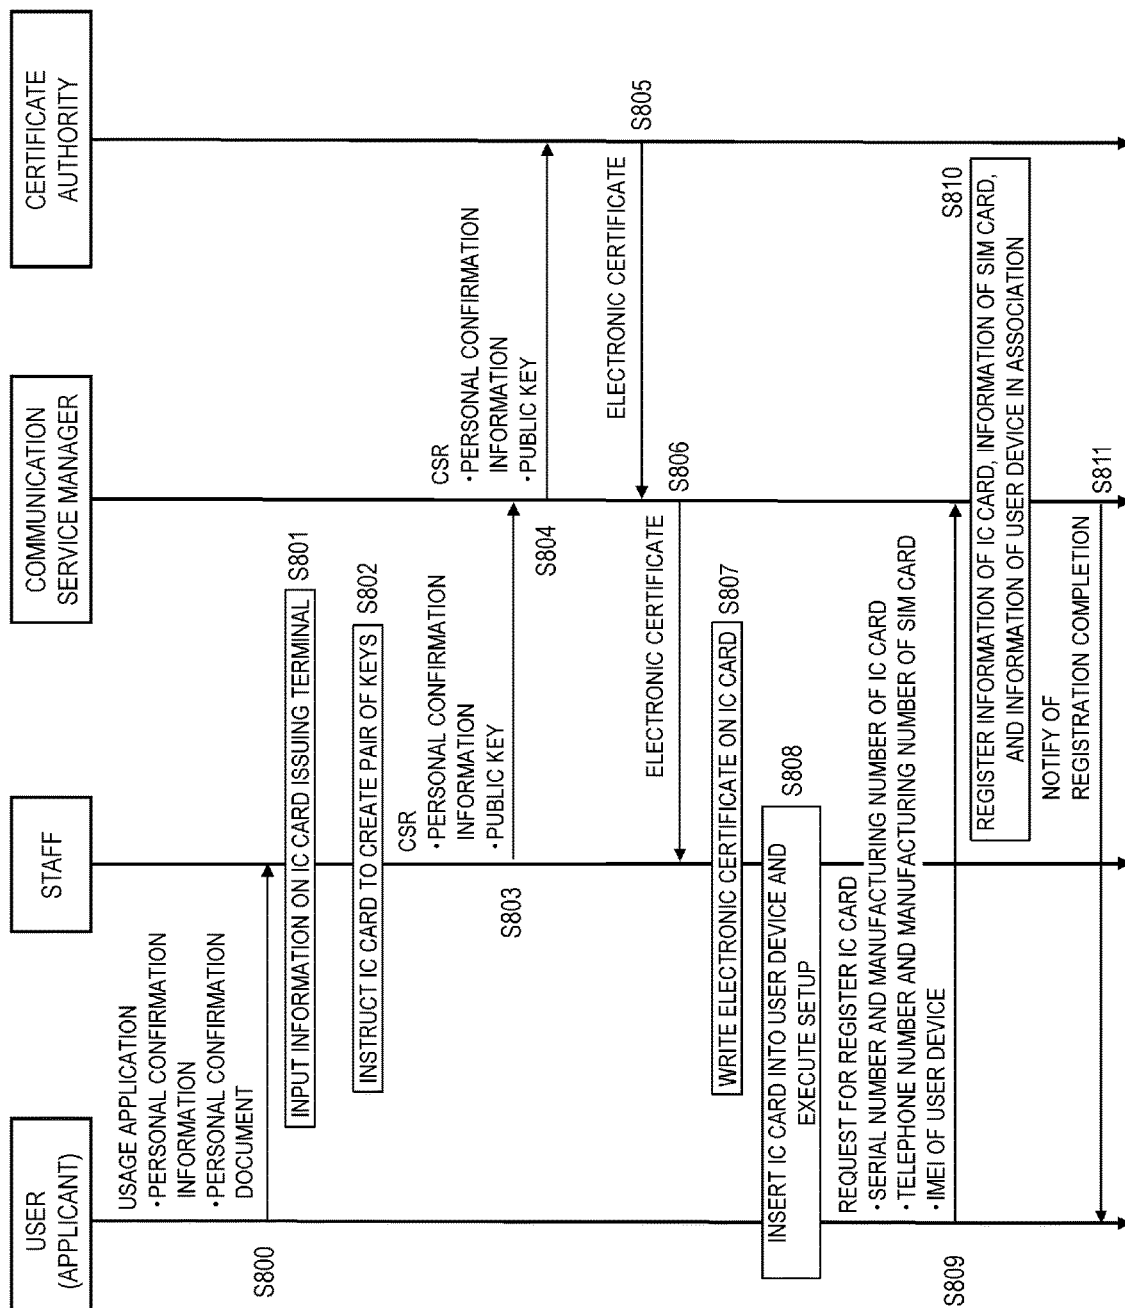 USER
(APPLICANT)
STAFF
COMMUNICATION
SERVICE MANAGER
CERTIFICATE
AUTHORITY
USAGE APPLICATION
・PERSONAL CONFIRMATION
INFORMATION
・PERSONAL CONFIRMATION
DOCUMENT
S800
INPUT INFORMATION ON IC CARD ISSUING TERMINAL
S801
INSTRUCT IC CARD TO CREATE PAIR OF KEYS
S802
CSR
・PERSONAL CONFIRMATION
INFORMATION
・PUBLIC KEY
S803
CSR
・PERSONAL CONFIRMATION
INFORMATION
・PUBLIC KEY
S804
ELECTRONIC CERTIFICATE
S805
ELECTRONIC CERTIFICATE
S806
WRITE ELECTRONIC CERTIFICATE ON IC CARD
S807
INSERT IC CARD INTO USER DEVICE AND
EXECUTE SETUP
S808
REQUEST FOR REGISTER IC CARD
・SERIAL NUMBER AND MANUFACTURING NUMBER OF IC CARD
・TELEPHONE NUMBER AND MANUFACTURING NUMBER OF SIM CARD
・IMEI OF USER DEVICE
S809
S810
REGISTER INFORMATION OF IC CARD, INFORMATION OF SIM CARD,
AND INFORMATION OF USER DEVICE IN ASSOCIATION
NOTIFY OF
REGISTRATION COMPLETION
S811